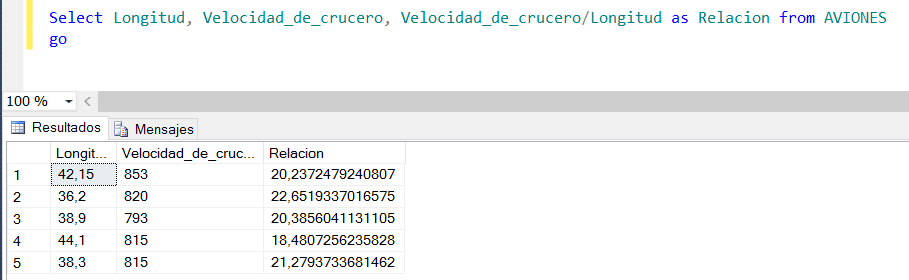 Select Longitud, Velocidad_de_crucero, Velocidad_de_crucero/Longitud as Relacion from AVIONES
go
100 %
Resultados Mensajes
Longit... Velocidad_de_cruc... Relacion
1 42,15 853 20,2372479240807
2 36,2 820 22,6519337016575
3 38,9 793 20,3856041131105
4 44,1 815 18,4807256235828
5 38,3 815 21,2793733681462